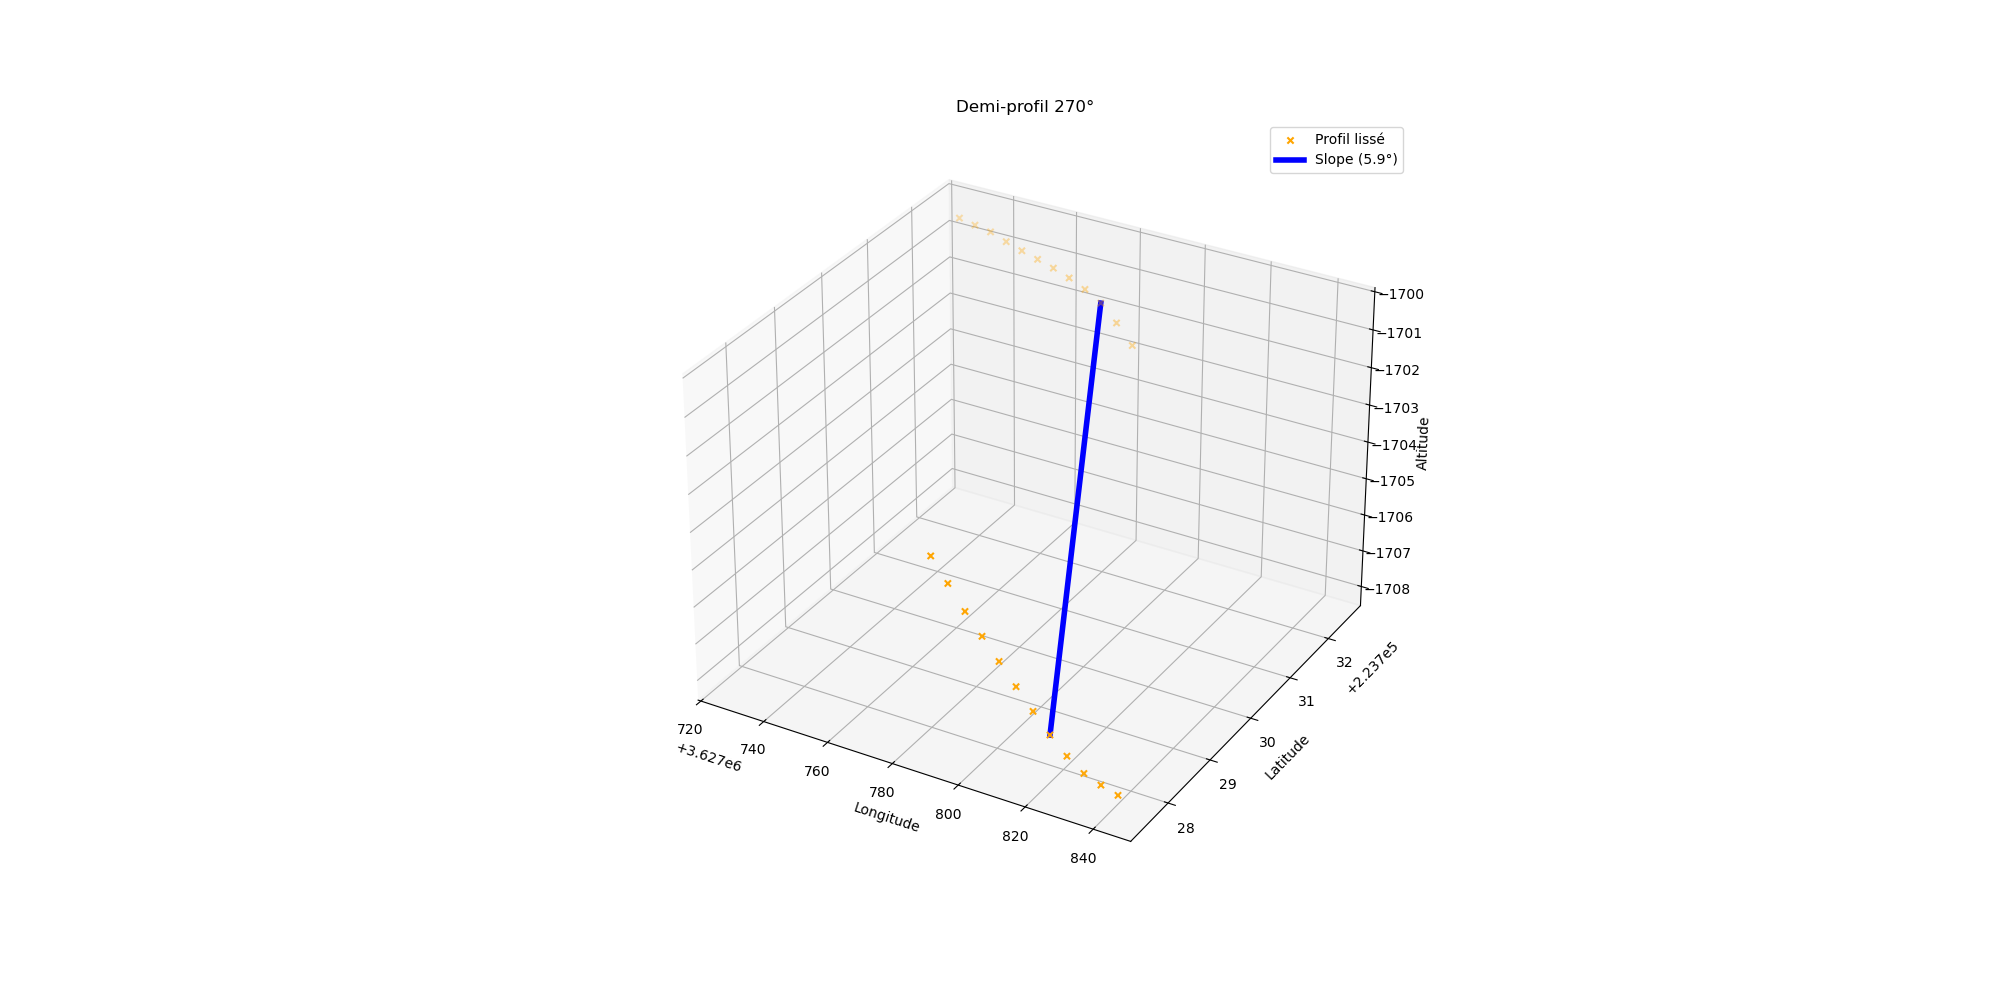 Demi-profil 270°
Profil lissé
Slope (5.9°)
−1700
−1701
−1702
−1703
−1704
−1705
−1706
−1707
−1708
Altitude
32
31
30
29
28
+2.237e5
Latitude
720
740
760
780
800
820
840
+3.627e6
Longitude